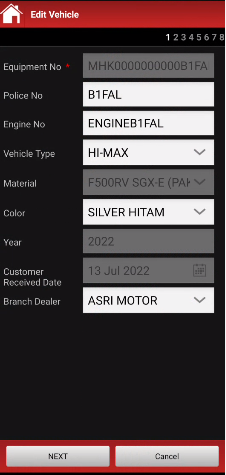 Edit Vehicle
1 2 3 4 5 6 7 8
Equipment No * MHK0000000000B1FA
Police No B1FAL
Engine No ENGINEB1FAL
Vehicle Type HI-MAX
Material F500RV SGX-E (PAK
Color SILVER HITAM
Year 2022
Customer
Received Date 13 Jul 2022
Branch Dealer ASRI MOTOR
NEXT Cancel